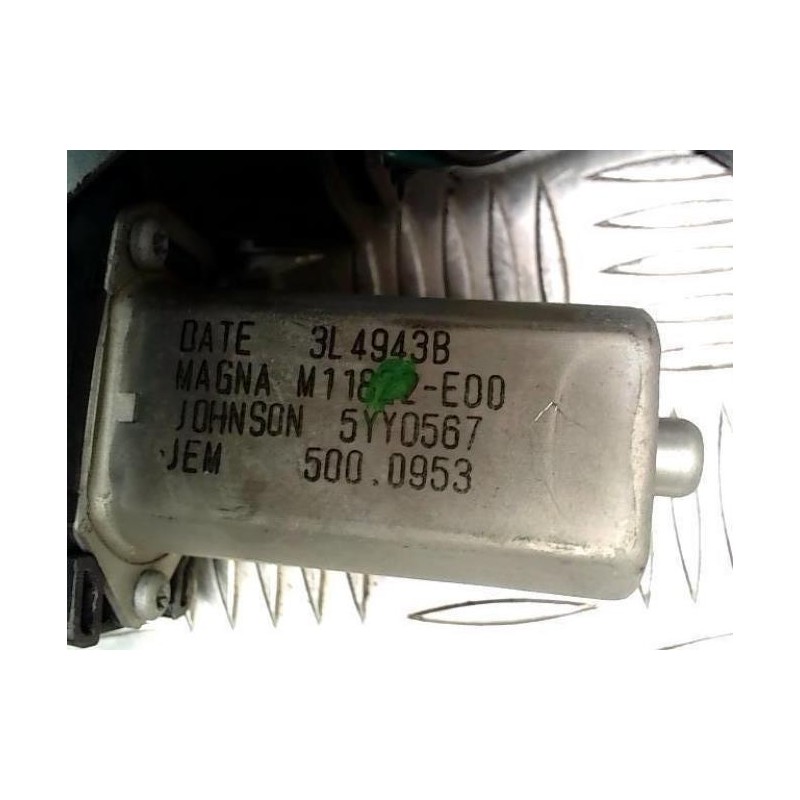 DATE 3L4943B
MAGNA
JOHNSON 5YY0567
JEM 500.0953